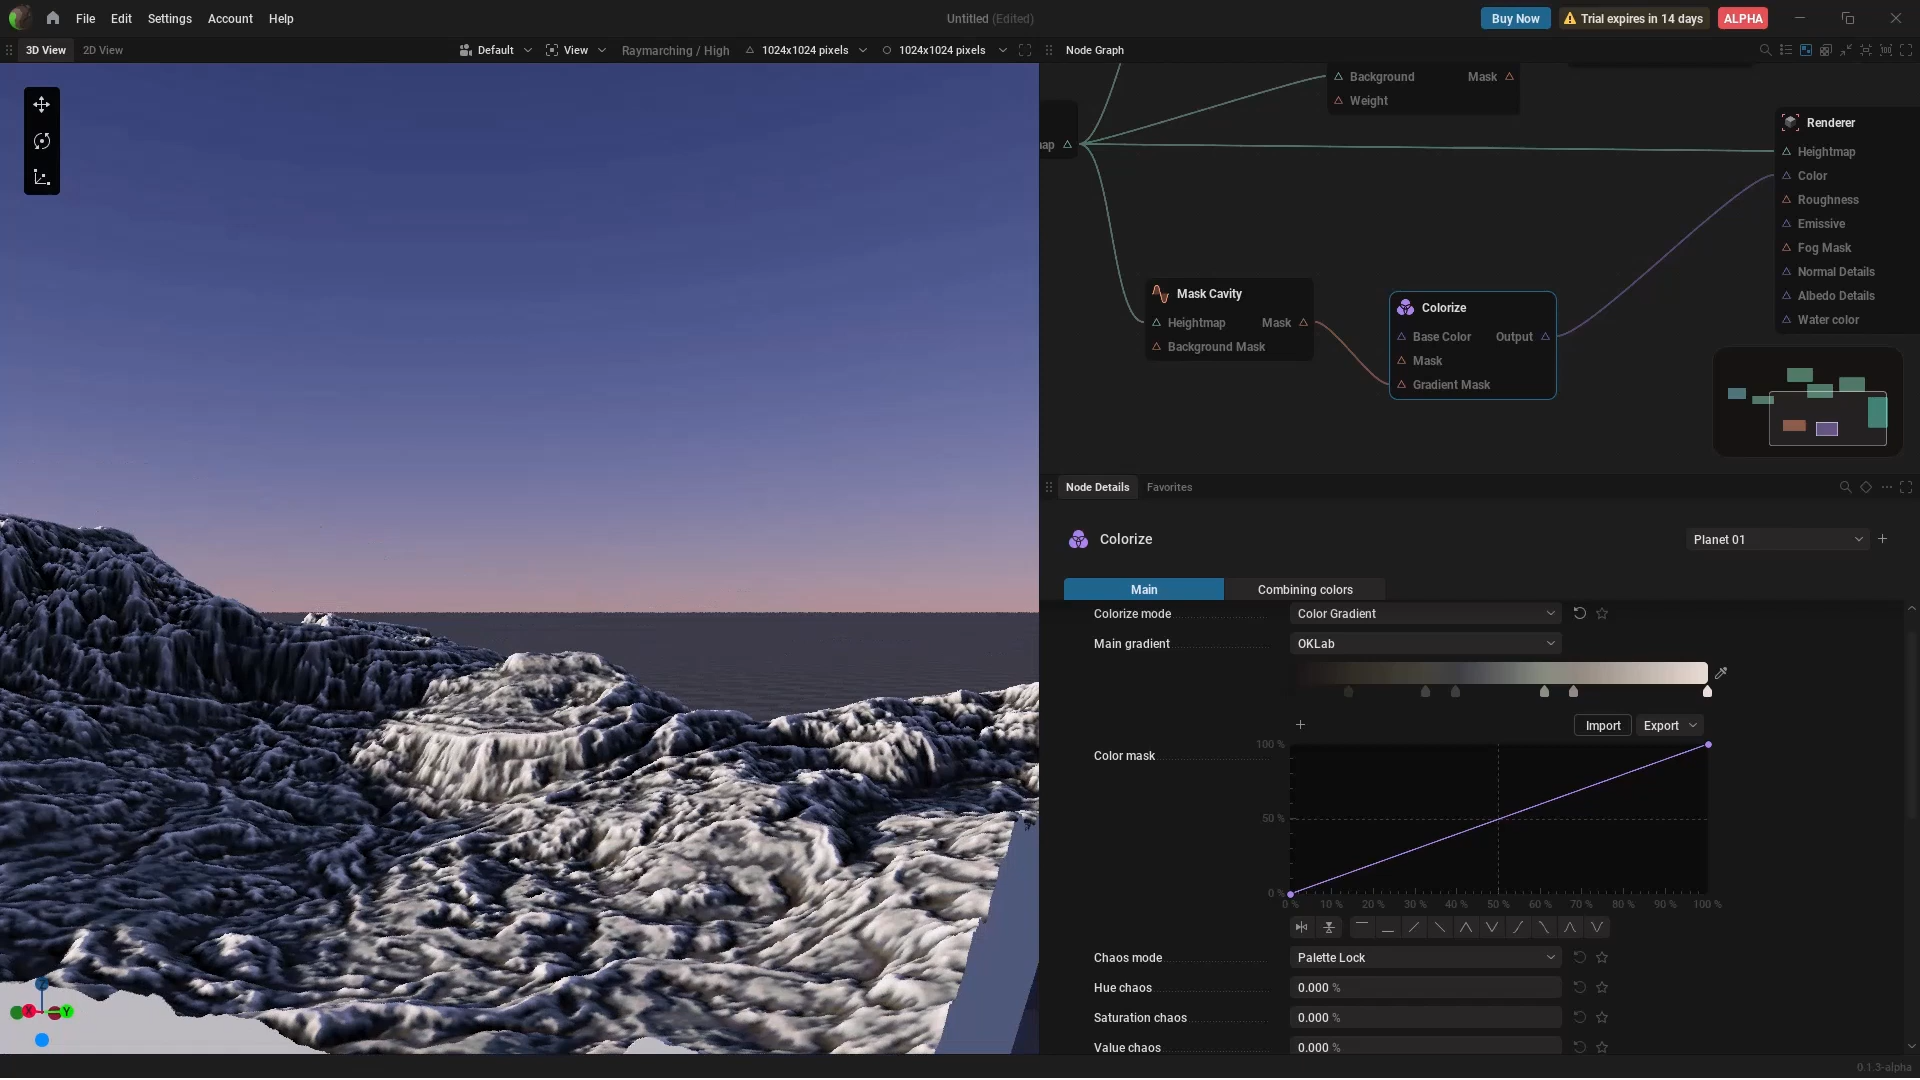 File Edit Settings Account Help
Untitled (Edited)
Buy Now
Trial expires in 14 days
ALPHA
3D View
2D View
Default
View
Raymarching / High
1024x1024 pixels
1024x1024 pixels
Node Graph
Background Mask
Weight
Renderer
Heightmap
Color
Roughness
Emissive
Fog Mask
Normal Details
Albedo Details
Water color
Mask Cavity
Heightmap Mask
Background Mask
Colorize
Base Color Output
Mask
Gradient Mask
Node Details
Favorites
Colorize
Planet 01
Main
Combining colors
Colorize mode
Color Gradient
Main gradient
OKLab
Import
Export
Color mask
100 %
50 %
0 %
0 % 10 % 20 % 30 % 40 % 50 % 60 % 70 % 80 % 90 % 100 %
Chaos mode
Palette Lock
Hue chaos
0.000 %
Saturation chaos
0.000 %
Value chaos
0.000 %
X
Y
0.1.3-alpha